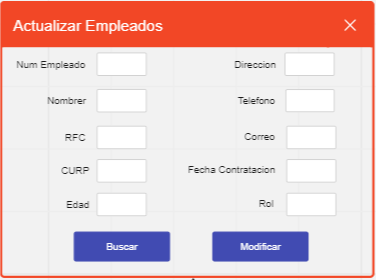 Actualizar Empleados
Num Empleado
Direccion
Nombrer
Telefono
RFC
Correo
CURP
Fecha Contratacion
Edad
Rol
Buscar
Modificar